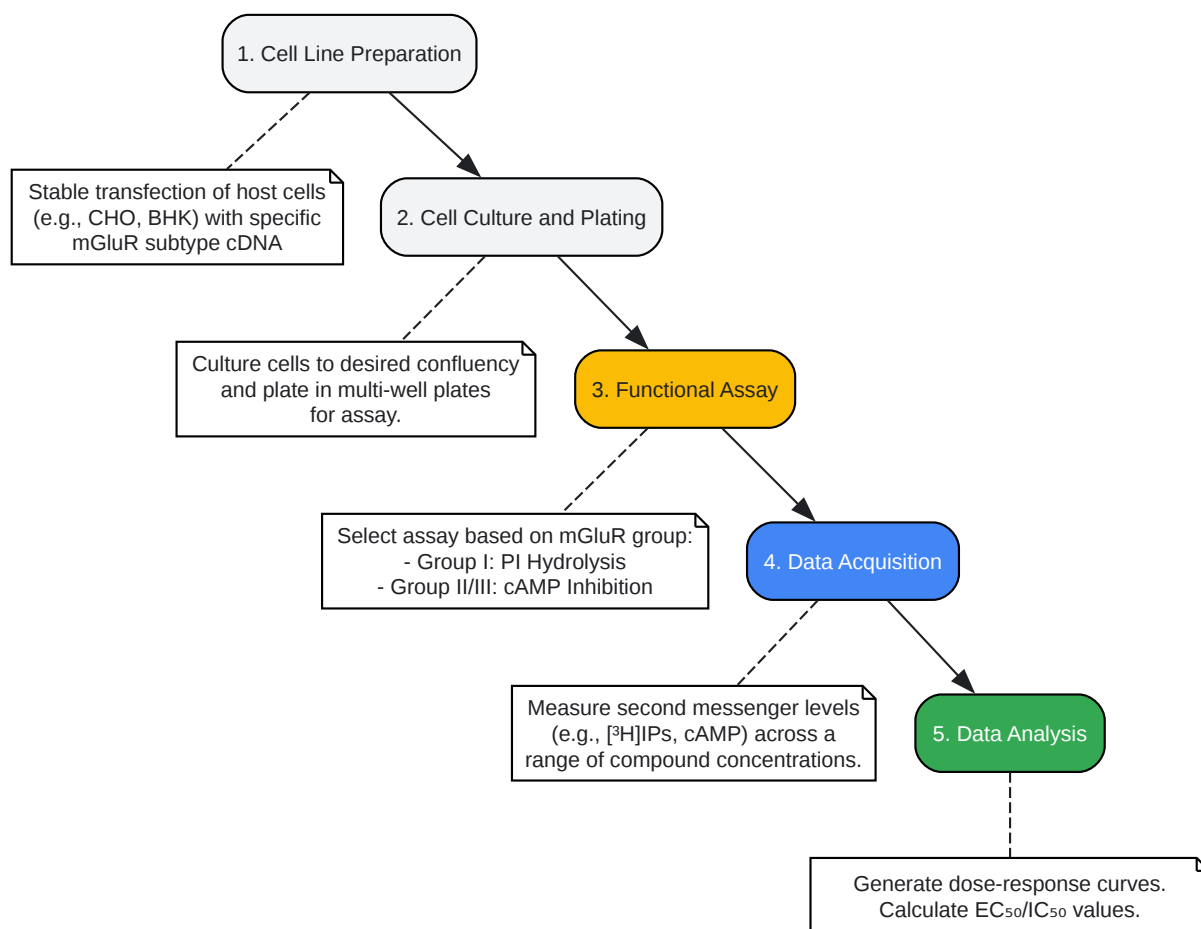 1. Cell Line Preparation
Stable transfection of host cells
(e.g., CHO, BHK) with specific
mGluR subtype cDNA
2. Cell Culture and Plating
Culture cells to desired confluency
and plate in multi-well plates
for assay.
3. Functional Assay
Select assay based on mGluR group:
- Group I: PI Hydrolysis
- Group II/III: cAMP Inhibition
4. Data Acquisition
Measure second messenger levels
(e.g., [³H]IPs, cAMP) across a
range of compound concentrations.
5. Data Analysis
Generate dose-response curves.
Calculate EC₅₀/IC₅₀ values.